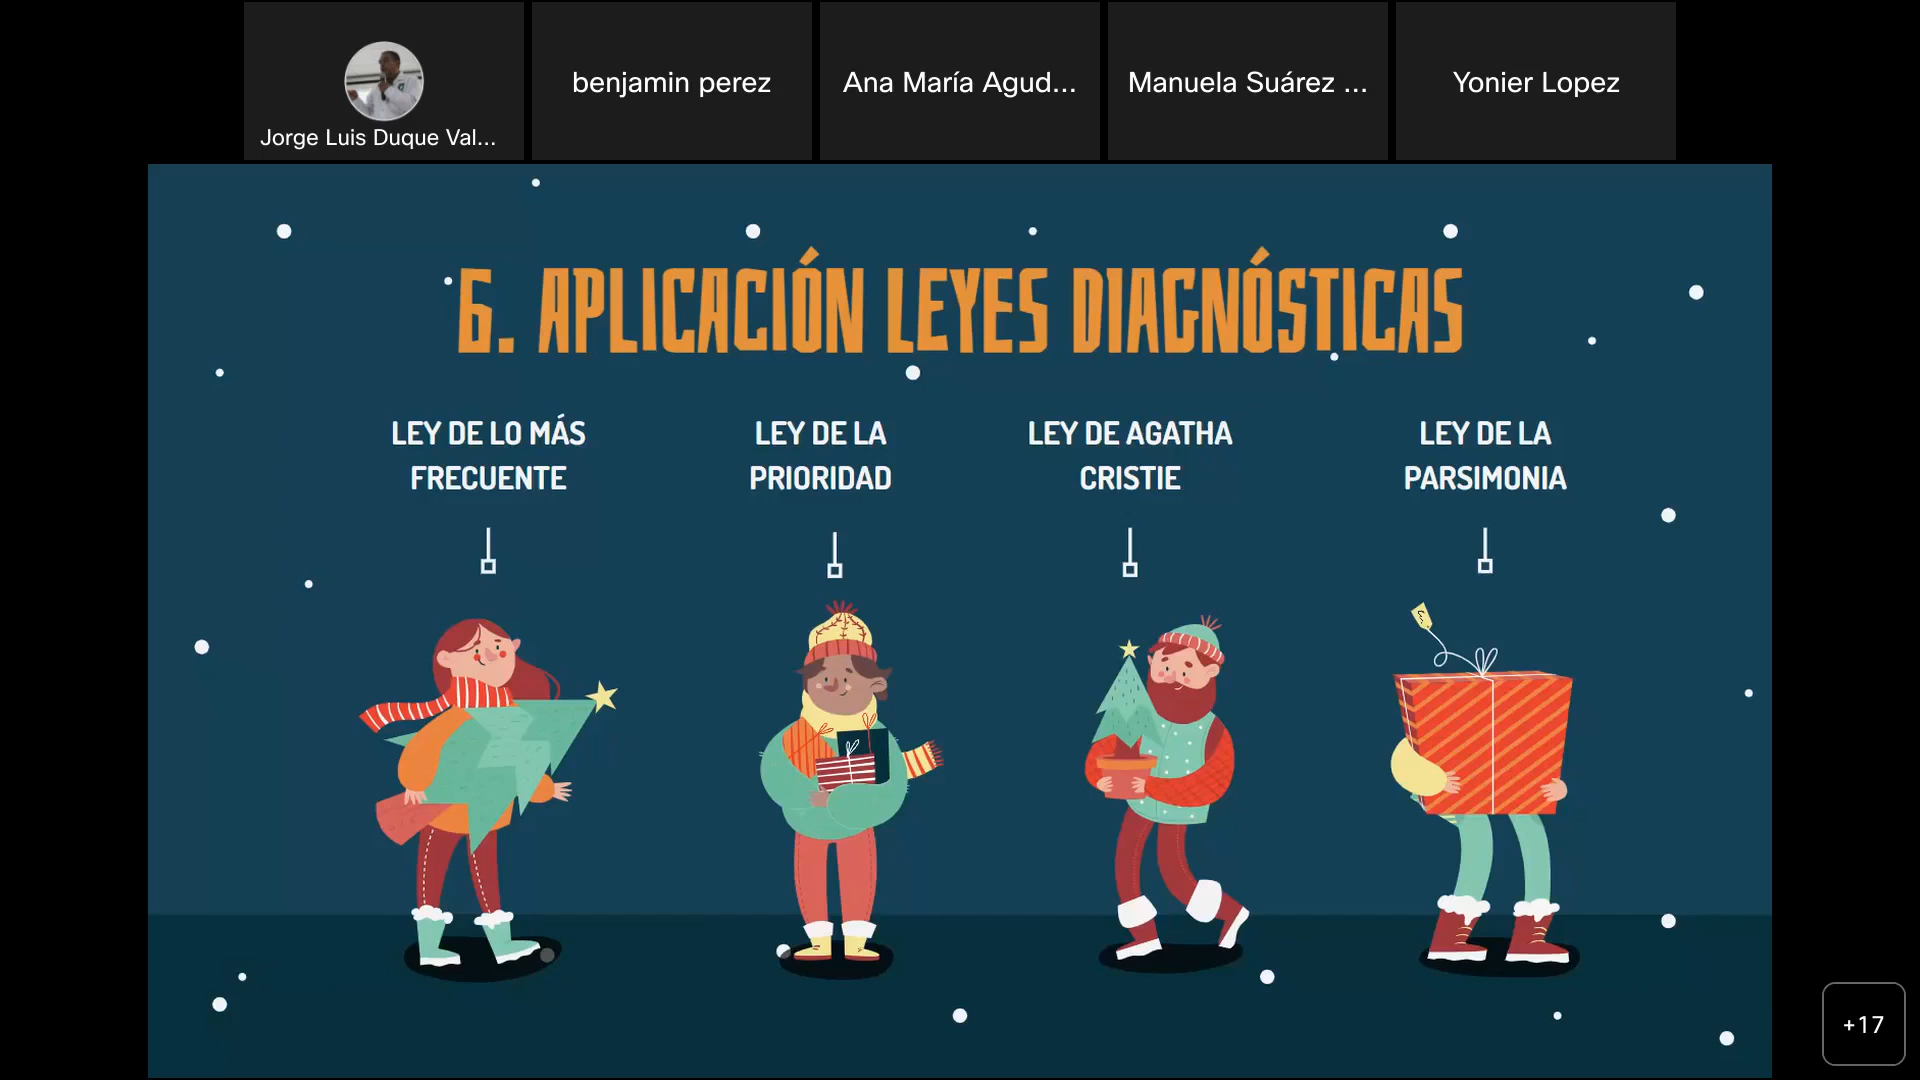 Jorge Luis Duque Val...
benjamin perez
Ana María Agud...
Manuela Suárez ...
Yonier Lopez
6. APLICACIÓN LEYES DIAGNÓSTICAS
LEY DE LO MÁS
FRECUENTE
LEY DE LA
PRIORIDAD
LEY DE AGATHA
CRISTIE
LEY DE LA
PARSIMONIA
+17